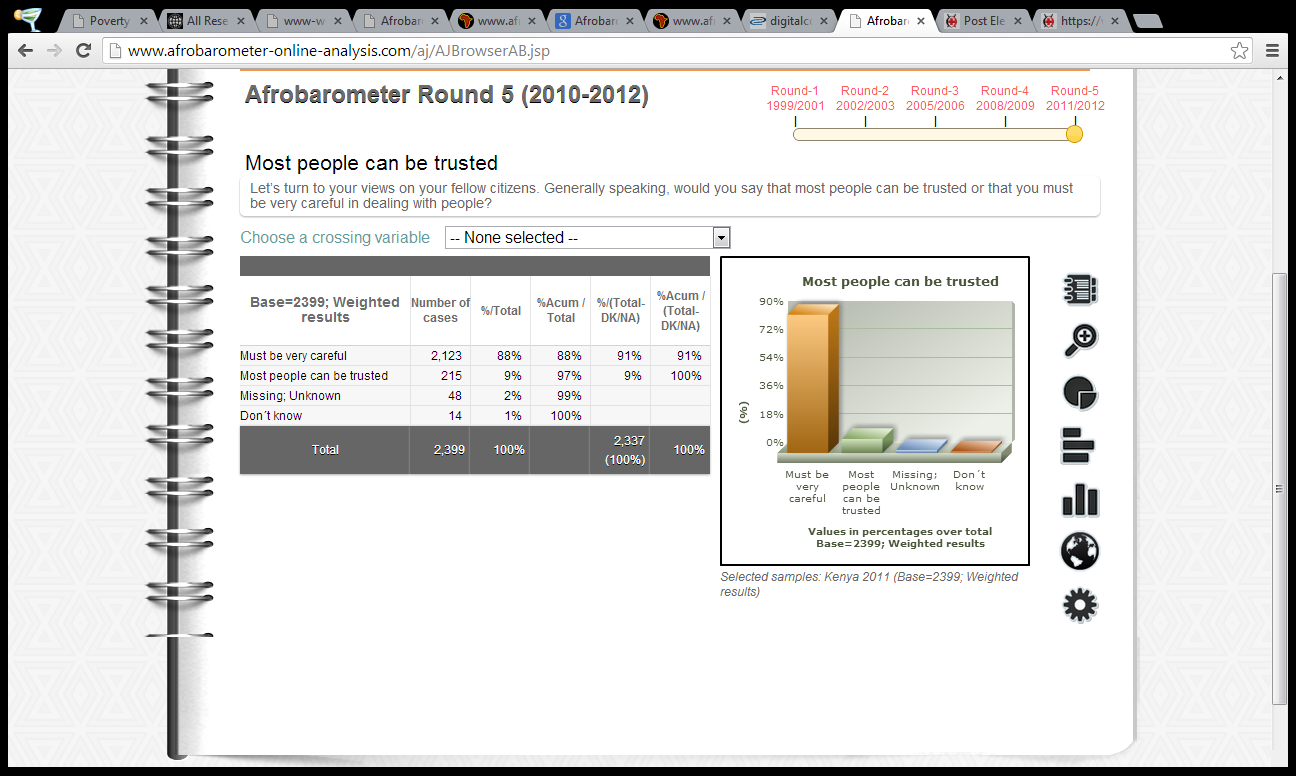 Poverty
All Rese
www-w
Afrobar
www.afr
Afrobar
www.afr
digitalco
Afrobar
Post Ele
https://
www.afrobarometer-online-analysis.com/aj/AJBrowserAB.jsp
Afrobarometer Round 5 (2010-2012)
Round-1 Round-2 Round-3 Round-4 Round-5
1999/2001 2002/2003 2005/2006 2008/2009 2011/2012
Most people can be trusted
Let's turn to your views on your fellow citizens. Generally speaking, would you say that most people can be trusted or that you must
be very careful in dealing with people?
Choose a crossing variable -- None selected --
Base=2399; Weighted results Number of cases %/Total %Acum / Total %/(Total-DK/NA) %Acum / (Total-DK/NA)
Must be very careful 2,123 88% 88% 91% 91%
Most people can be trusted 215 9% 97% 9% 100%
Missing; Unknown 48 2% 99%
Don´t know 14 1% 100%
Total 2,399 100% 2,337 (100%) 100%
Most people can be trusted
90%
72%
54%
36%
18%
0%
(%)
Must be very careful
Most people can be trusted
Missing; Unknown
Don´t know
Values in percentages over total
Base=2399; Weighted results
Selected samples: Kenya 2011 (Base=2399; Weighted
results)